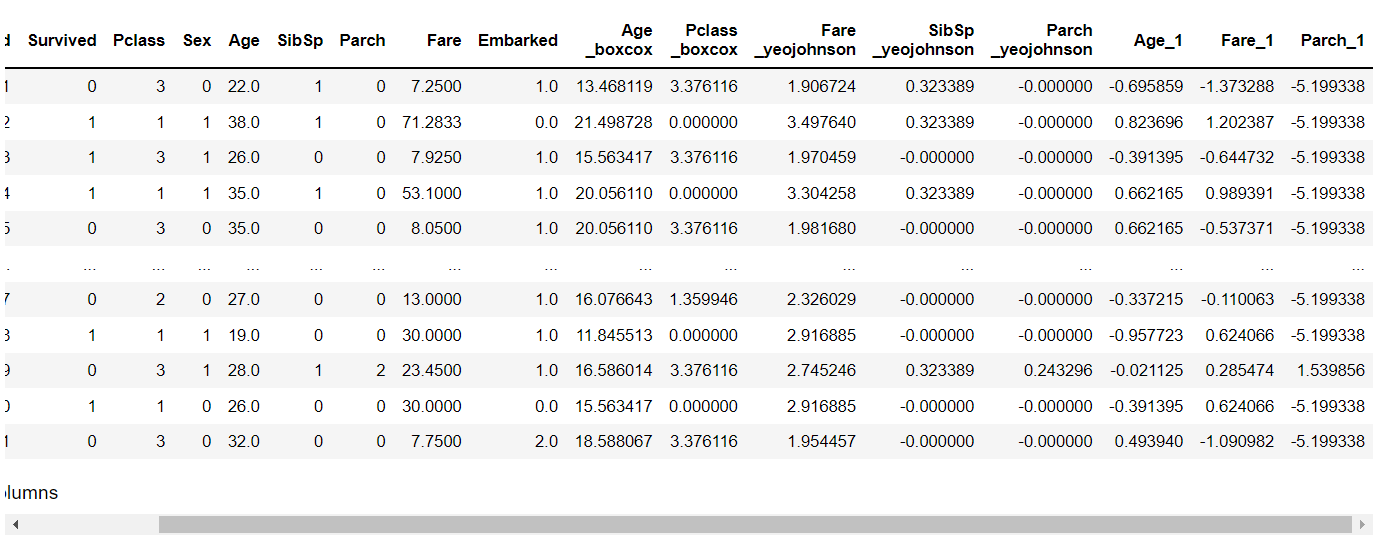 d Survived Pclass Sex Age SibSp Parch Fare Embarked Age _boxcox Pclass _boxcox Fare _yeojohnson SibSp _yeojohnson Parch _yeojohnson Age_1 Fare_1 Parch_1
1 0 3 0 22.0 1 0 7.2500 1.0 13.468119 3.376116 1.906724 0.323389 -0.000000 -0.695859 -1.373288 -5.199338
2 1 1 1 38.0 1 0 71.2833 0.0 21.498728 0.000000 3.497640 0.323389 -0.000000 0.823696 1.202387 -5.199338
3 1 3 1 26.0 0 0 7.9250 1.0 15.563417 3.376116 1.970459 -0.000000 -0.000000 -0.391395 -0.644732 -5.199338
4 1 1 1 35.0 1 0 53.1000 1.0 20.056110 0.000000 3.304258 0.323389 -0.000000 0.662165 0.989391 -5.199338
5 0 3 0 35.0 0 0 8.0500 1.0 20.056110 3.376116 1.981680 -0.000000 -0.000000 0.662165 -0.537371 -5.199338
. ... ... ... ... ... ... ... ... ... ... ... ... ... ... ... ...
7 0 2 0 27.0 0 0 13.0000 1.0 16.076643 1.359946 2.326029 -0.000000 -0.000000 -0.337215 -0.110063 -5.199338
8 1 1 1 19.0 0 0 30.0000 1.0 11.845513 0.000000 2.916885 -0.000000 -0.000000 -0.957723 0.624066 -5.199338
9 0 3 1 28.0 1 2 23.4500 1.0 16.586014 3.376116 2.745246 0.323389 0.243296 -0.021125 0.285474 1.539856
0 1 1 0 26.0 0 0 30.0000 0.0 15.563417 0.000000 2.916885 -0.000000 -0.000000 -0.391395 0.624066 -5.199338
1 0 3 0 32.0 0 0 7.7500 2.0 18.588067 3.376116 1.954457 -0.000000 -0.000000 0.493940 -1.090982 -5.199338
olumns